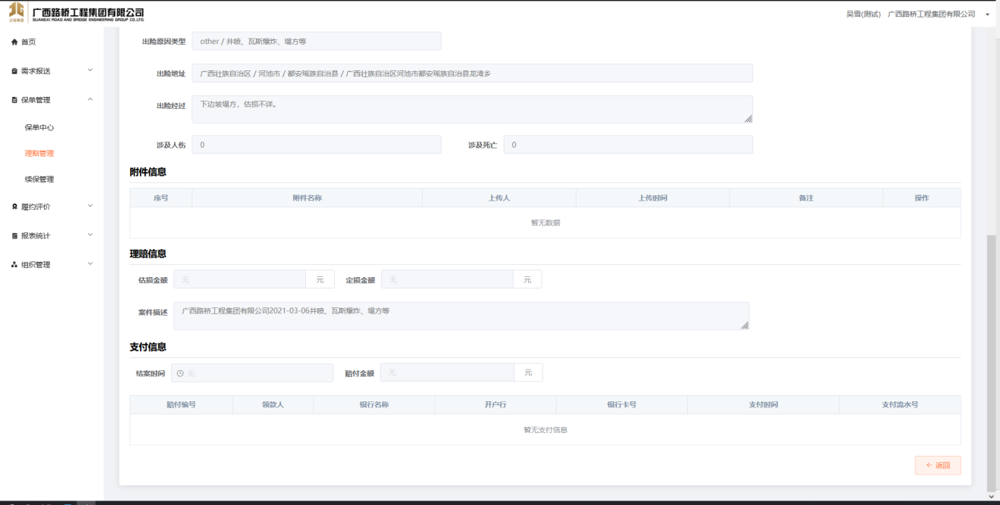 广西路桥工程集团有限公司
GUANGXI ROAD AND BRIDGE ENGINEERING GROUP CO.,LTD.
吴雪(测试) 广西路桥工程集团有限公司
首页
需求报送
保单管理
保单中心
理赔管理
续保管理
履约评价
报表统计
组织管理
出险原因类型 other / 井喷、瓦斯爆炸、塌方等
出险地址 广西壮族自治区 / 河池市 / 都安瑶族自治县 / 广西壮族自治区河池市都安瑶族自治县龙湾乡
出险经过 下边坡塌方，估损不详。
涉及人伤 0 涉及死亡 0
附件信息
序号 附件名称 上传人 上传时间 备注 操作
暂无数据
理赔信息
估损金额 无 元 定损金额 无 元
案件描述 广西路桥工程集团有限公司2021-03-06井喷、瓦斯爆炸、塌方等
支付信息
结案时间 无 赔付金额 无 元
赔付编号 领款人 银行名称 开户行 银行卡号 支付时间 支付流水号
暂无支付信息
← 返回